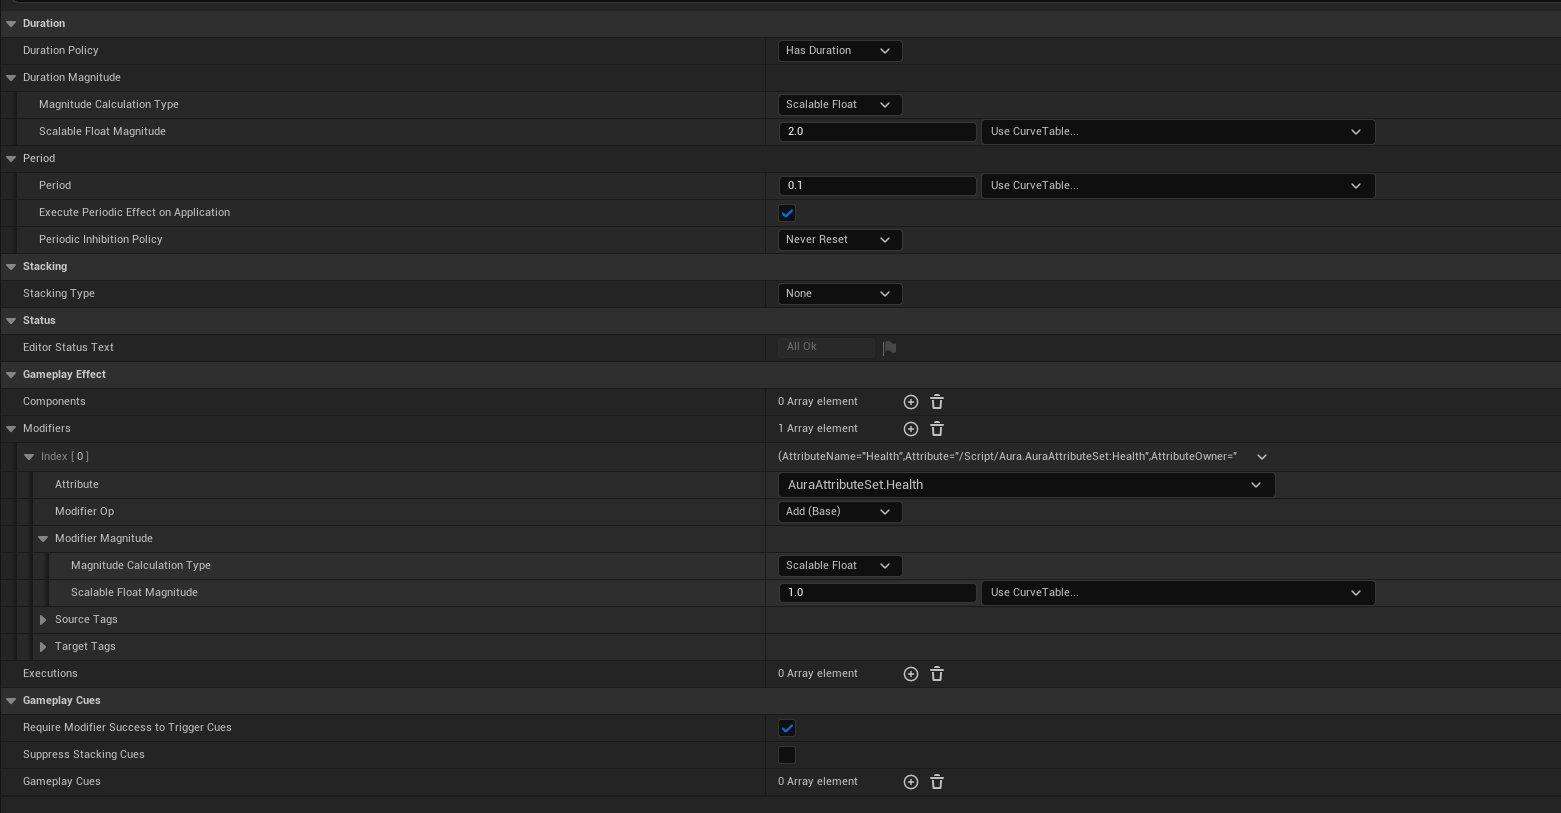 Duration
Duration Policy Has Duration
Duration Magnitude
Magnitude Calculation Type Scalable Float
Scalable Float Magnitude 2.0 Use CurveTable...
Period
Period 0.1 Use CurveTable...
Execute Periodic Effect on Application
Periodic Inhibition Policy Never Reset
Stacking
Stacking Type None
Status
Editor Status Text All Ok
Gameplay Effect
Components 0 Array element
Modifiers 1 Array element
Index [ 0 ] (AttributeName="Health",Attribute="/Script/Aura.AuraAttributeSet:Health",AttributeOwner="
Attribute AuraAttributeSet.Health
Modifier Op Add (Base)
Modifier Magnitude
Magnitude Calculation Type Scalable Float
Scalable Float Magnitude 1.0 Use CurveTable...
Source Tags
Target Tags
Executions 0 Array element
Gameplay Cues
Require Modifier Success to Trigger Cues
Suppress Stacking Cues
Gameplay Cues 0 Array element